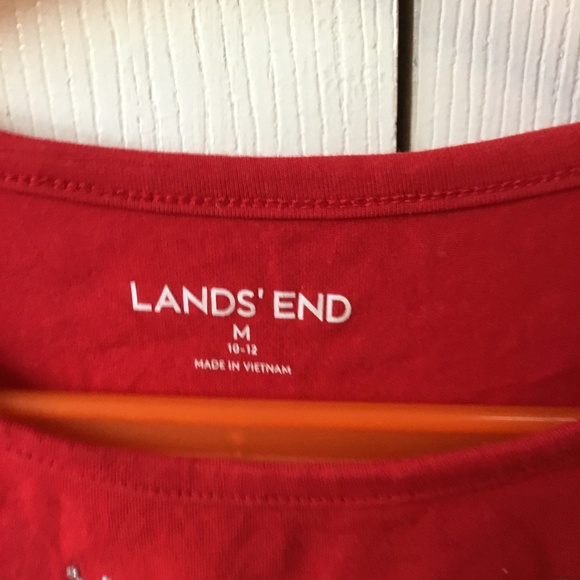 LANDS' END
M
10-12
MADE IN VIETNAM